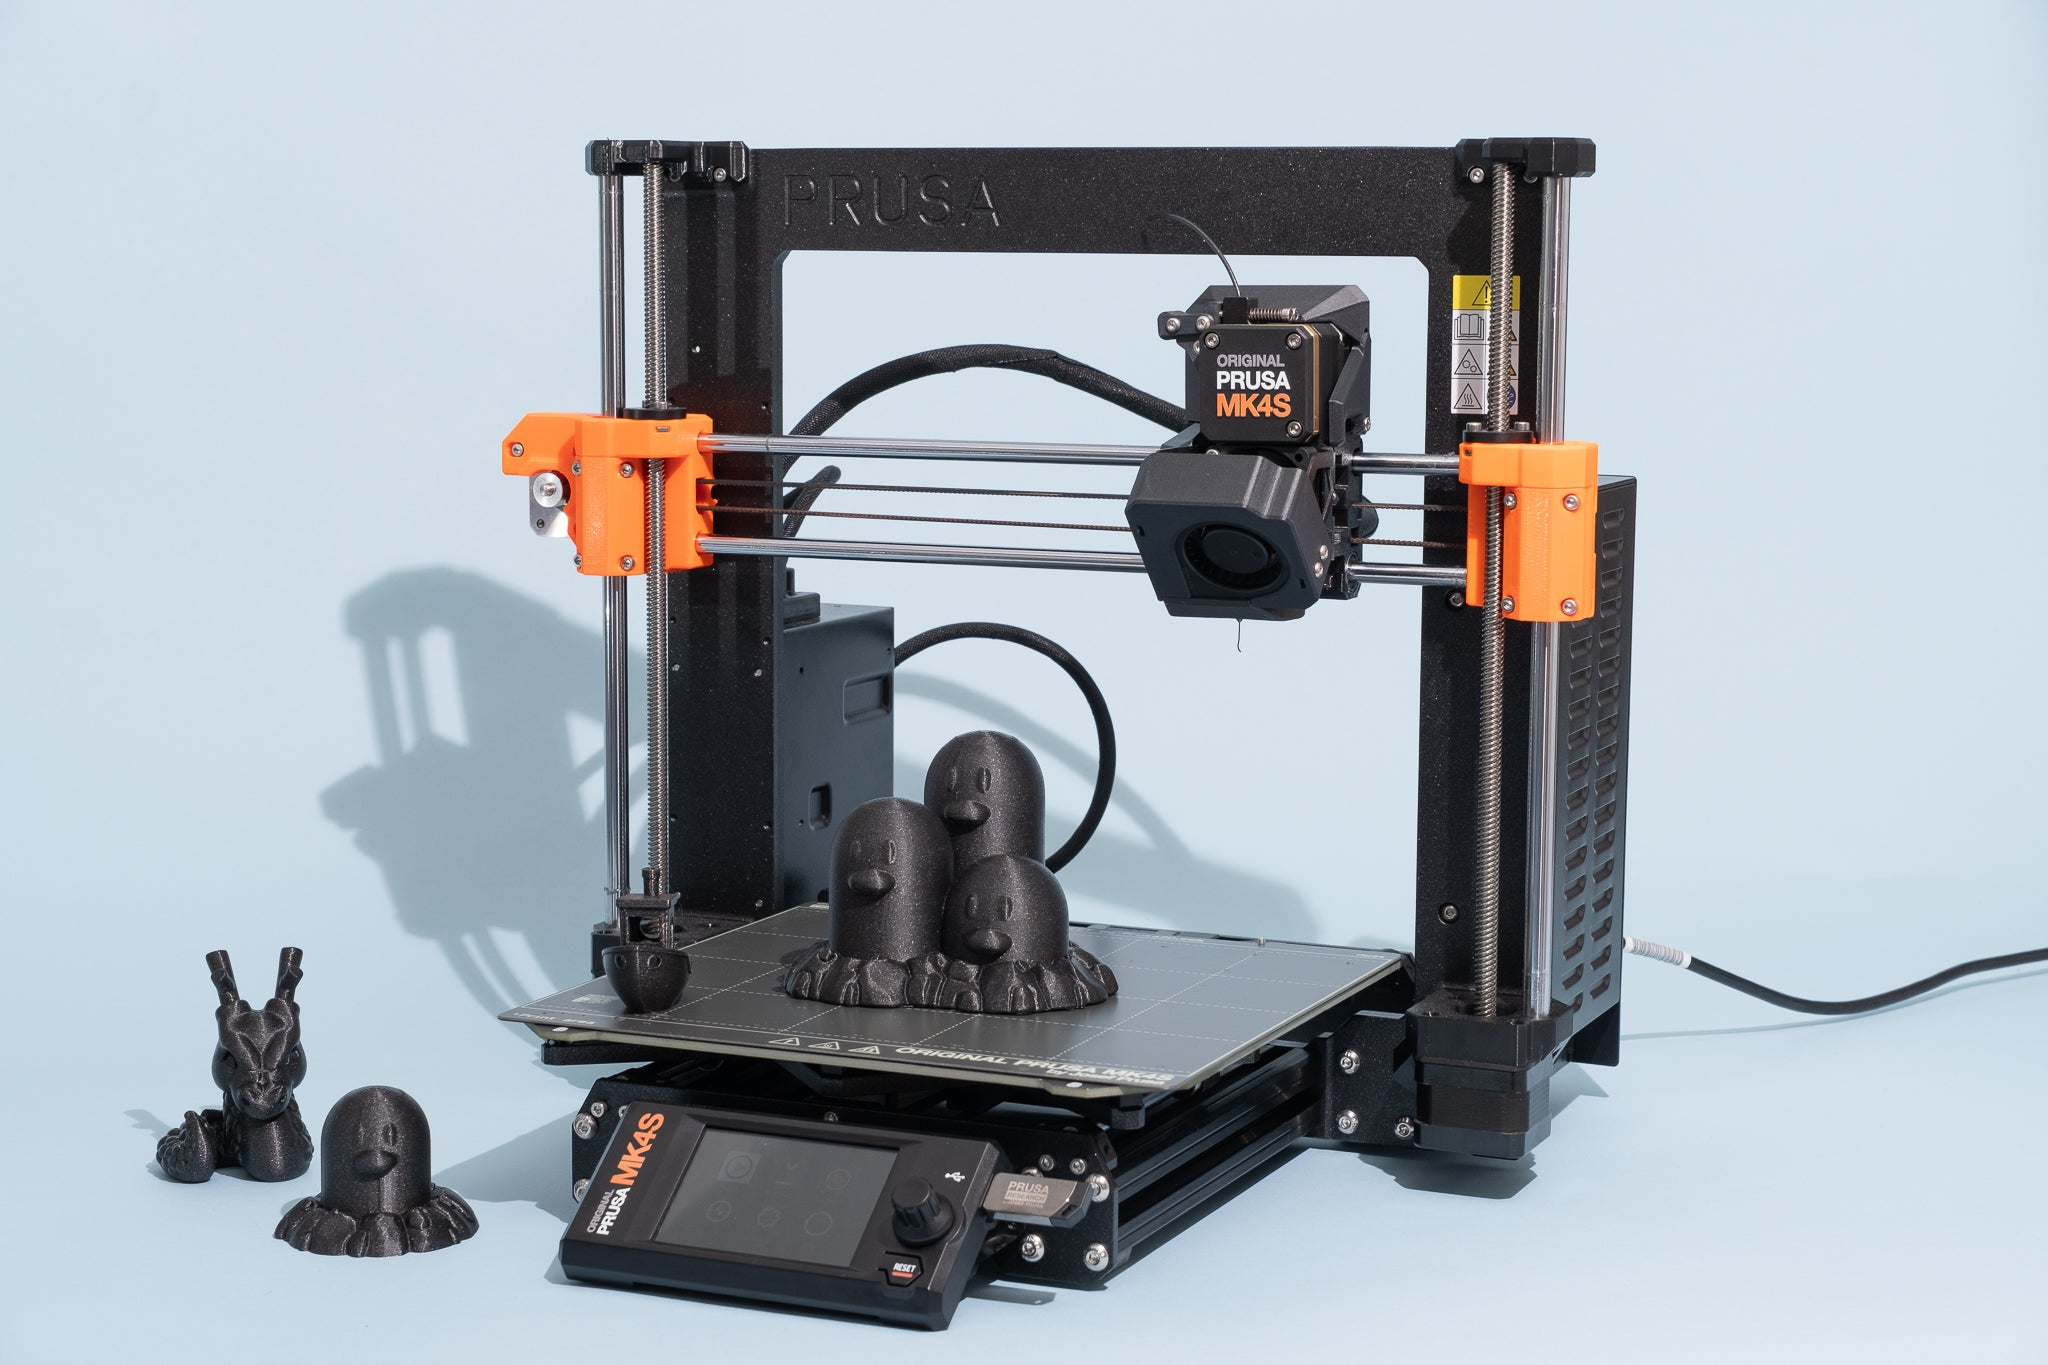 PRUSA
ORIGINAL
PRUSA
MK4S
ORIGINAL PRUSA MK4S
ORIGINAL
PRUSA MK4S
PRUSA
RESEARCH
RESET